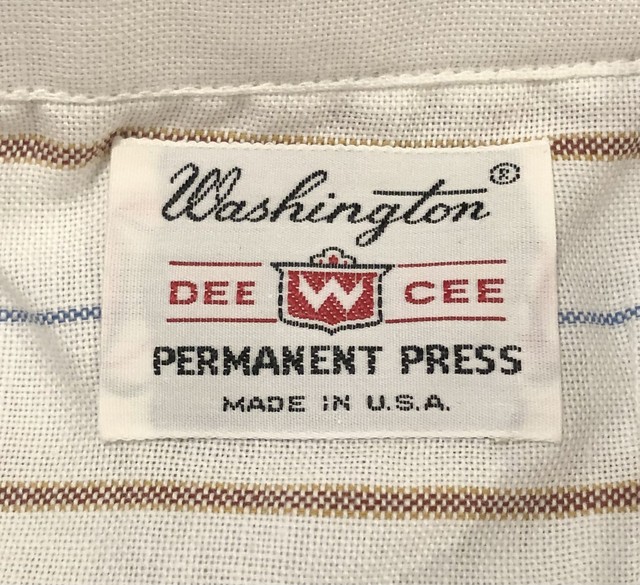 Washington ®
DEE W CEE
PERMANENT PRESS
MADE IN U.S.A.